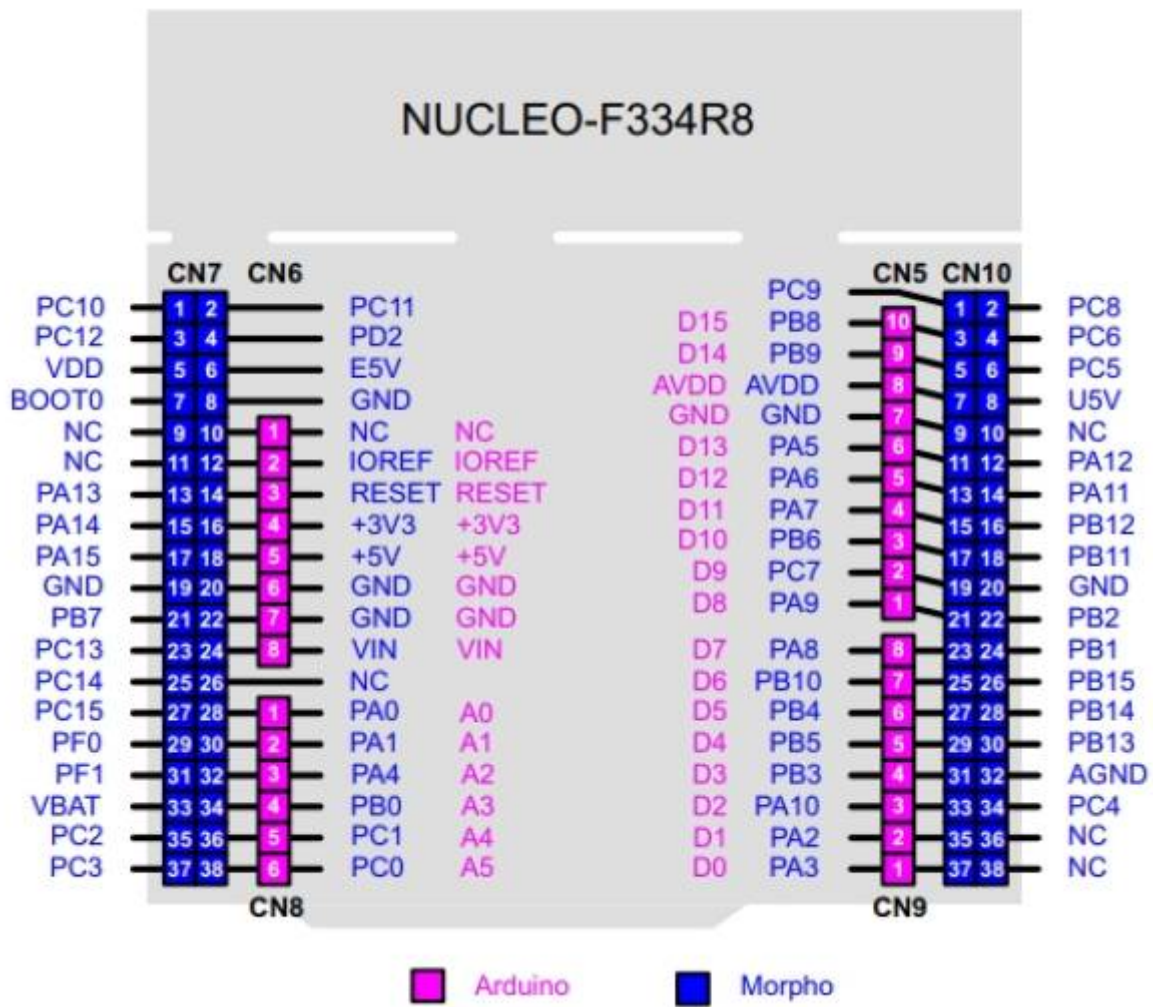 NUCLEO-F334R8
CN7 CN6 CN5 CN10
PC9
PC10 1 2 PC11 1 2 PC8
D15 PB8 10
PC12 3 4 PD2 3 4 PC6
D14 PB9 9
VDD 5 6 E5V 5 6 PC5
AVDD AVDD 8
BOOT0 7 8 GND 7 8 U5V
GND GND 7
NC 9 10 1 NC NC 9 10 NC
D13 PA5 6
NC 11 12 2 IOREF IOREF 11 12 PA12
D12 PA6 5
PA13 13 14 3 RESET RESET 13 14 PA11
D11 PA7 4
PA14 15 16 4 +3V3 +3V3 15 16 PB12
D10 PB6 3
PA15 17 18 5 +5V +5V 17 18 PB11
D9 PC7 2
GND 19 20 6 GND GND 19 20 GND
D8 PA9 1
PB7 21 22 7 GND GND 21 22 PB2
PC13 23 24 8 VIN VIN D7 PA8 8 23 24 PB1
PC14 25 26 NC D6 PB10 7 25 26 PB15
PC15 27 28 1 PA0 A0 D5 PB4 6 27 28 PB14
PF0 29 30 2 PA1 A1 D4 PB5 5 29 30 PB13
PF1 31 32 3 PA4 A2 D3 PB3 4 31 32 AGND
VBAT 33 34 4 PB0 A3 D2 PA10 3 33 34 PC4
PC2 35 36 5 PC1 A4 D1 PA2 2 35 36 NC
PC3 37 38 6 PC0 A5 D0 PA3 1 37 38 NC
CN8 CN9
Arduino Morpho